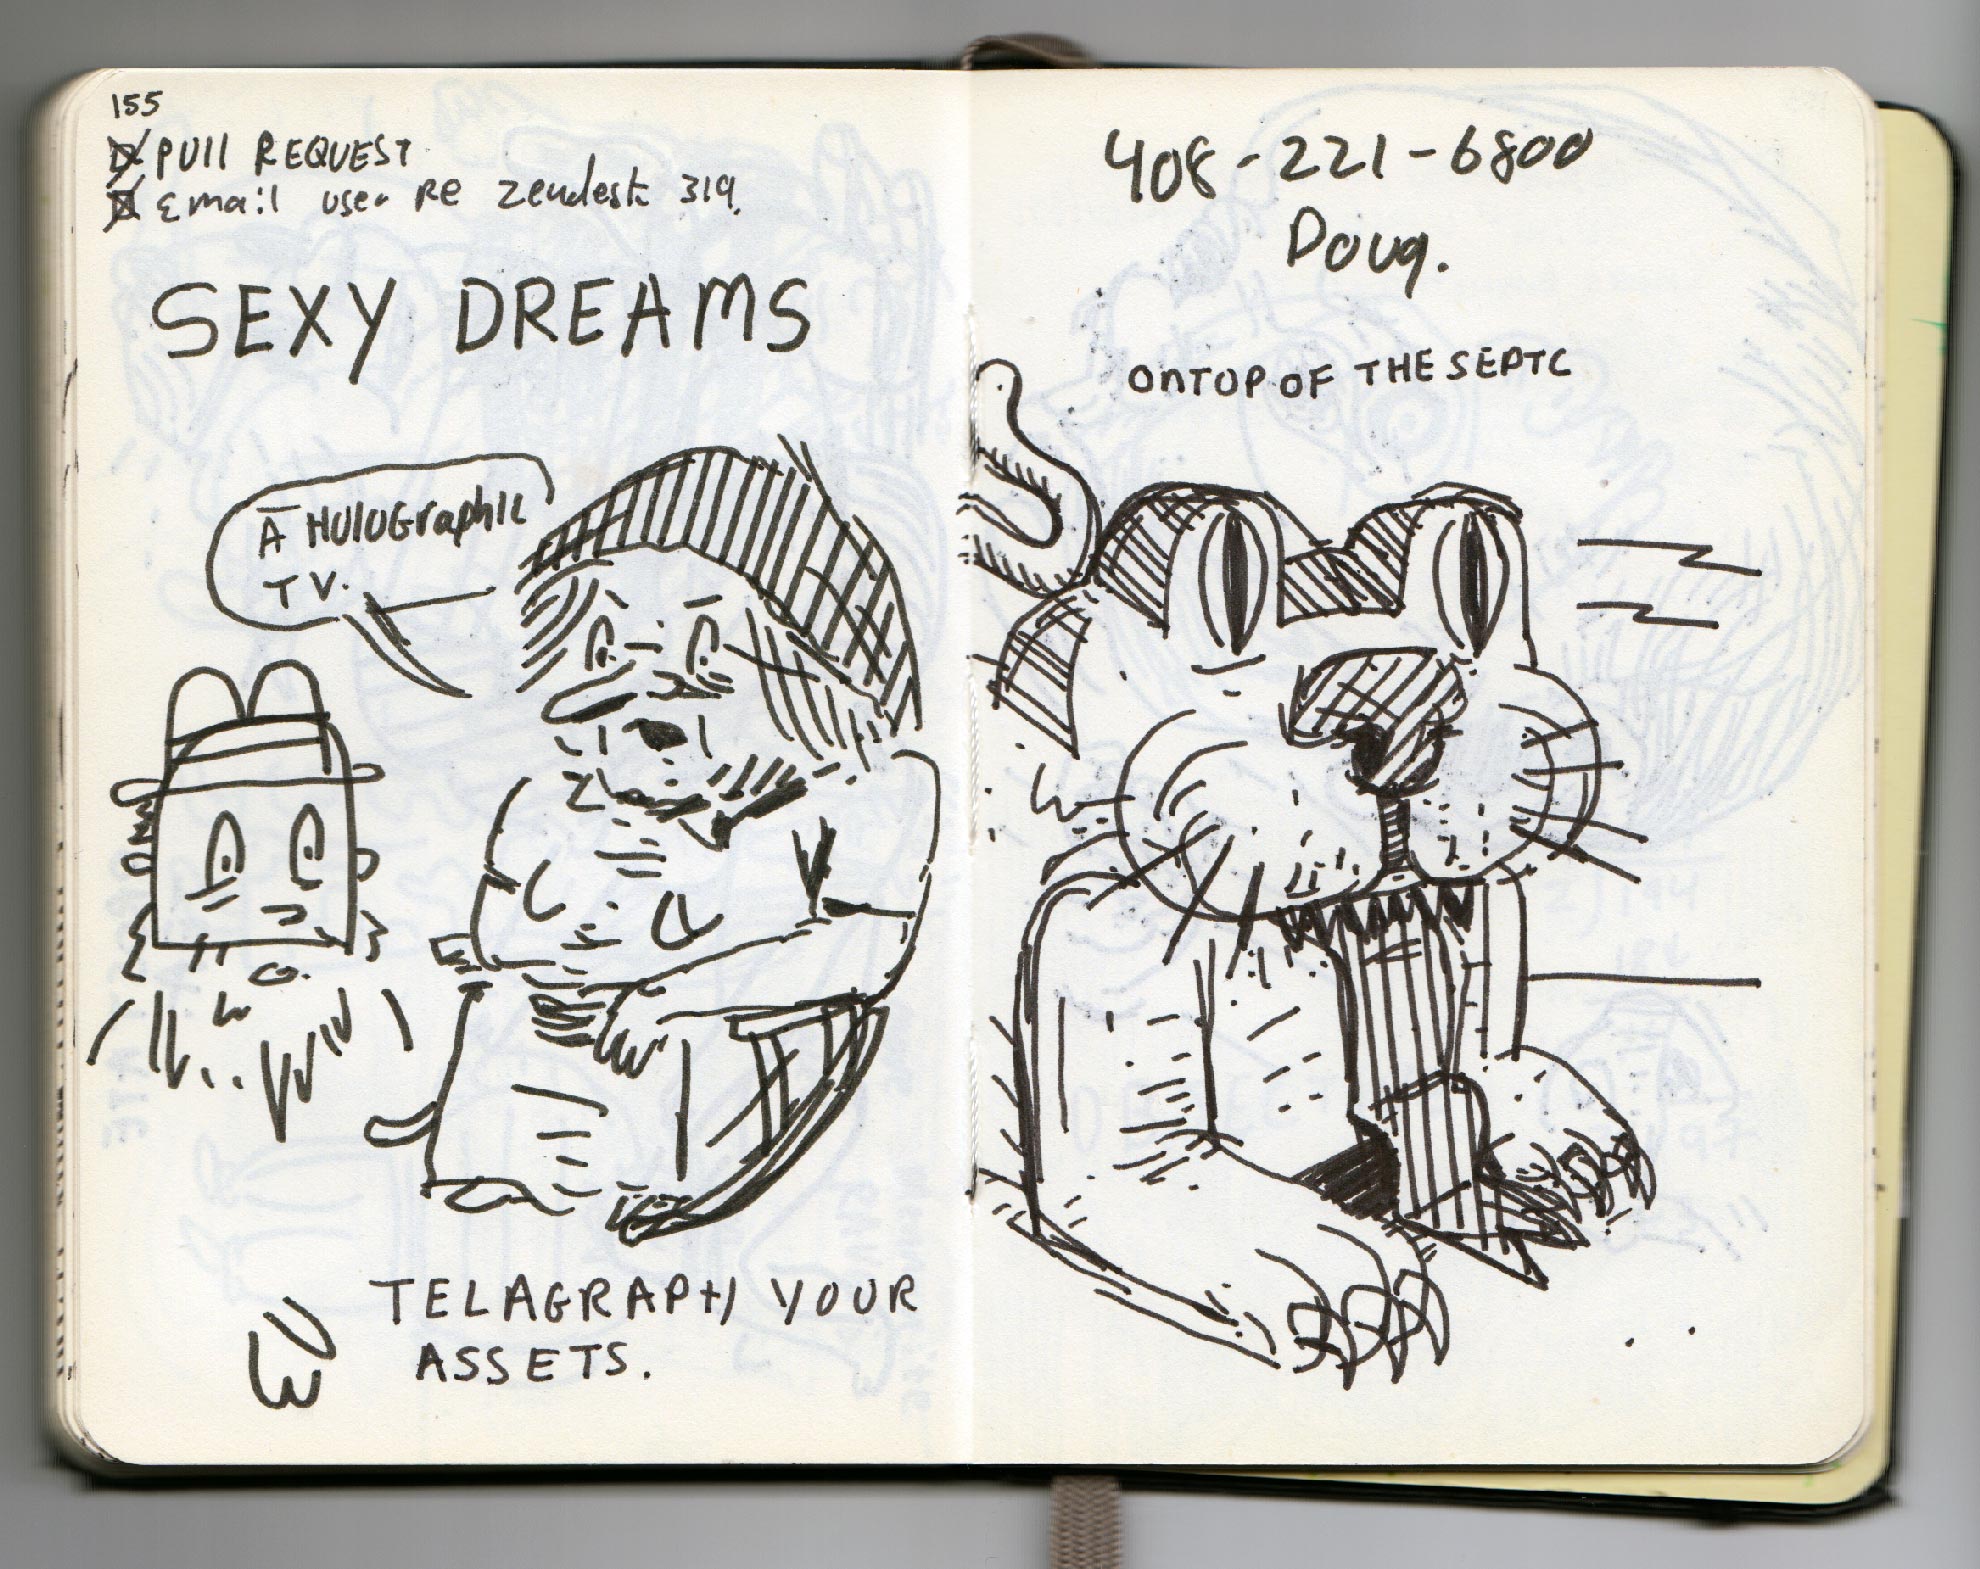 155
PUll REQUEST
Email user RE Zendesk 319.
SEXY DREAMS
A HOLOGraphic
TV.
TELAGRAPH YOUR
ASSETS.
408-221-6800
Doug.
ONTOP OF THE SEPTC